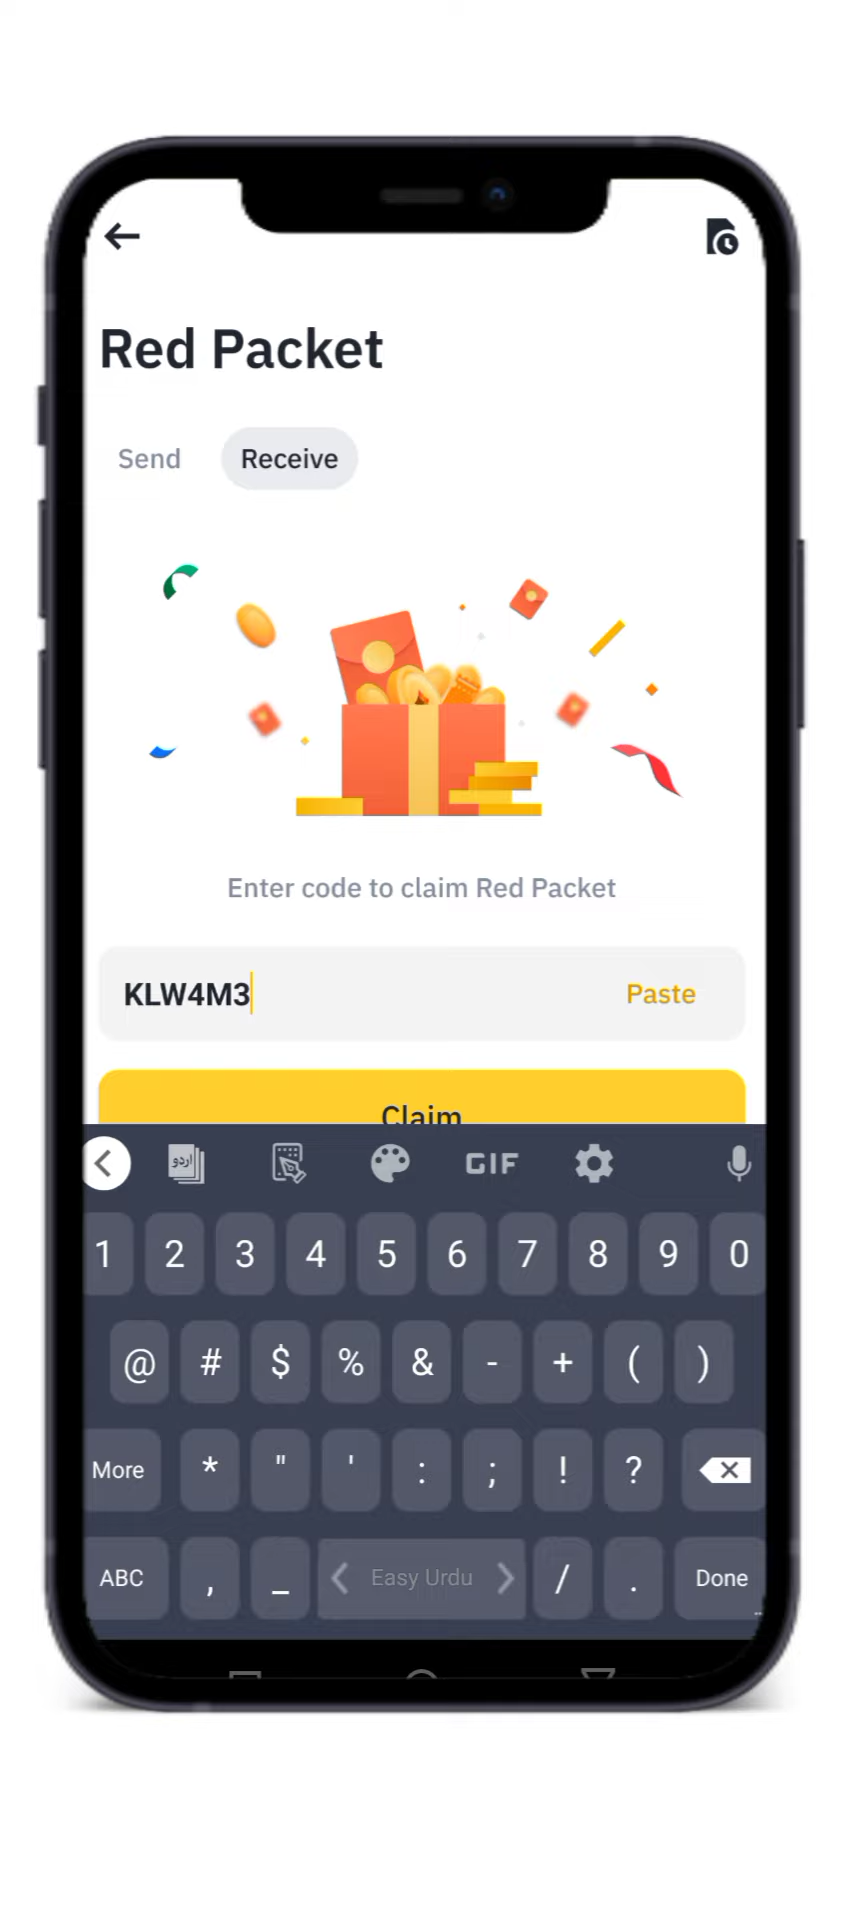 Red Packet
Send Receive
Enter code to claim Red Packet
KLW4M3 Paste
Claim
اردو GIF
1 2 3 4 5 6 7 8 9 0
@ # $ % & - + ( )
More * " ' : ; ! ?
ABC , _ Easy Urdu / . Done